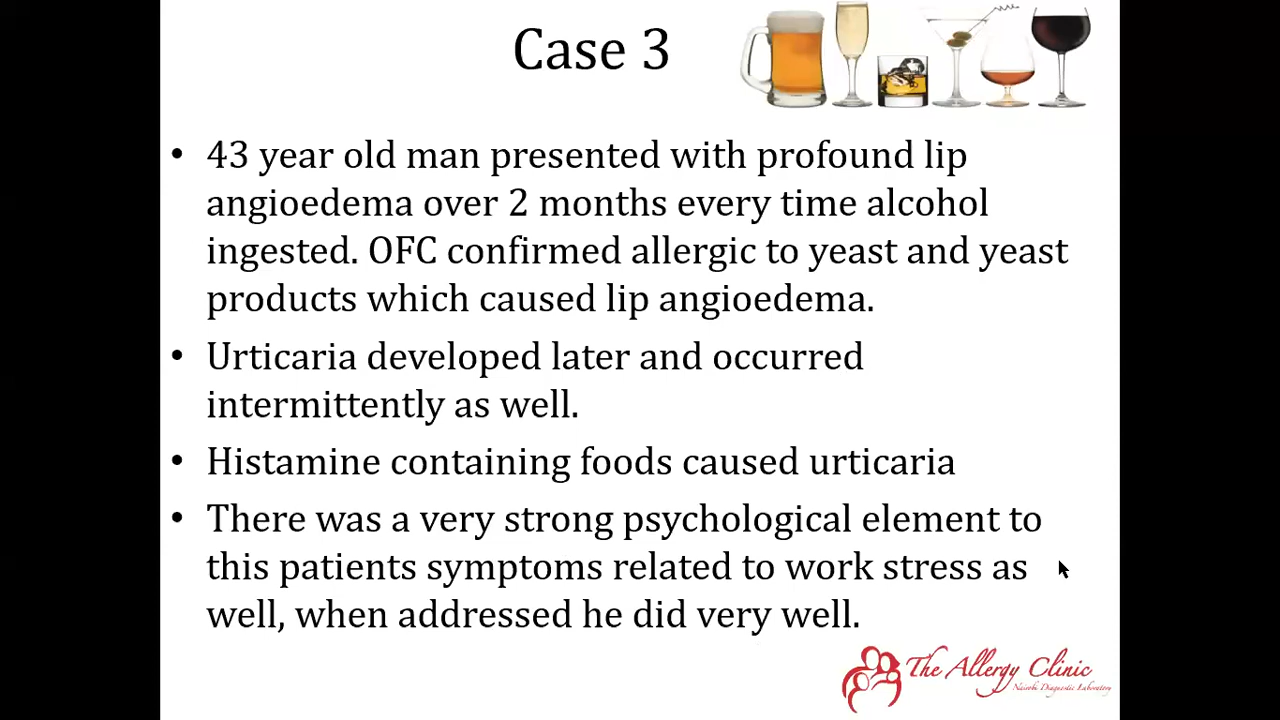 Case 3
• 43 year old man presented with profound lip
angioedema over 2 months every time alcohol
ingested. OFC confirmed allergic to yeast and yeast
products which caused lip angioedema.
• Urticaria developed later and occurred
intermittently as well.
• Histamine containing foods caused urticaria
• There was a very strong psychological element to
this patients symptoms related to work stress as
well, when addressed he did very well.
The Allergy Clinic
Nairobi Diagnostic Laboratory